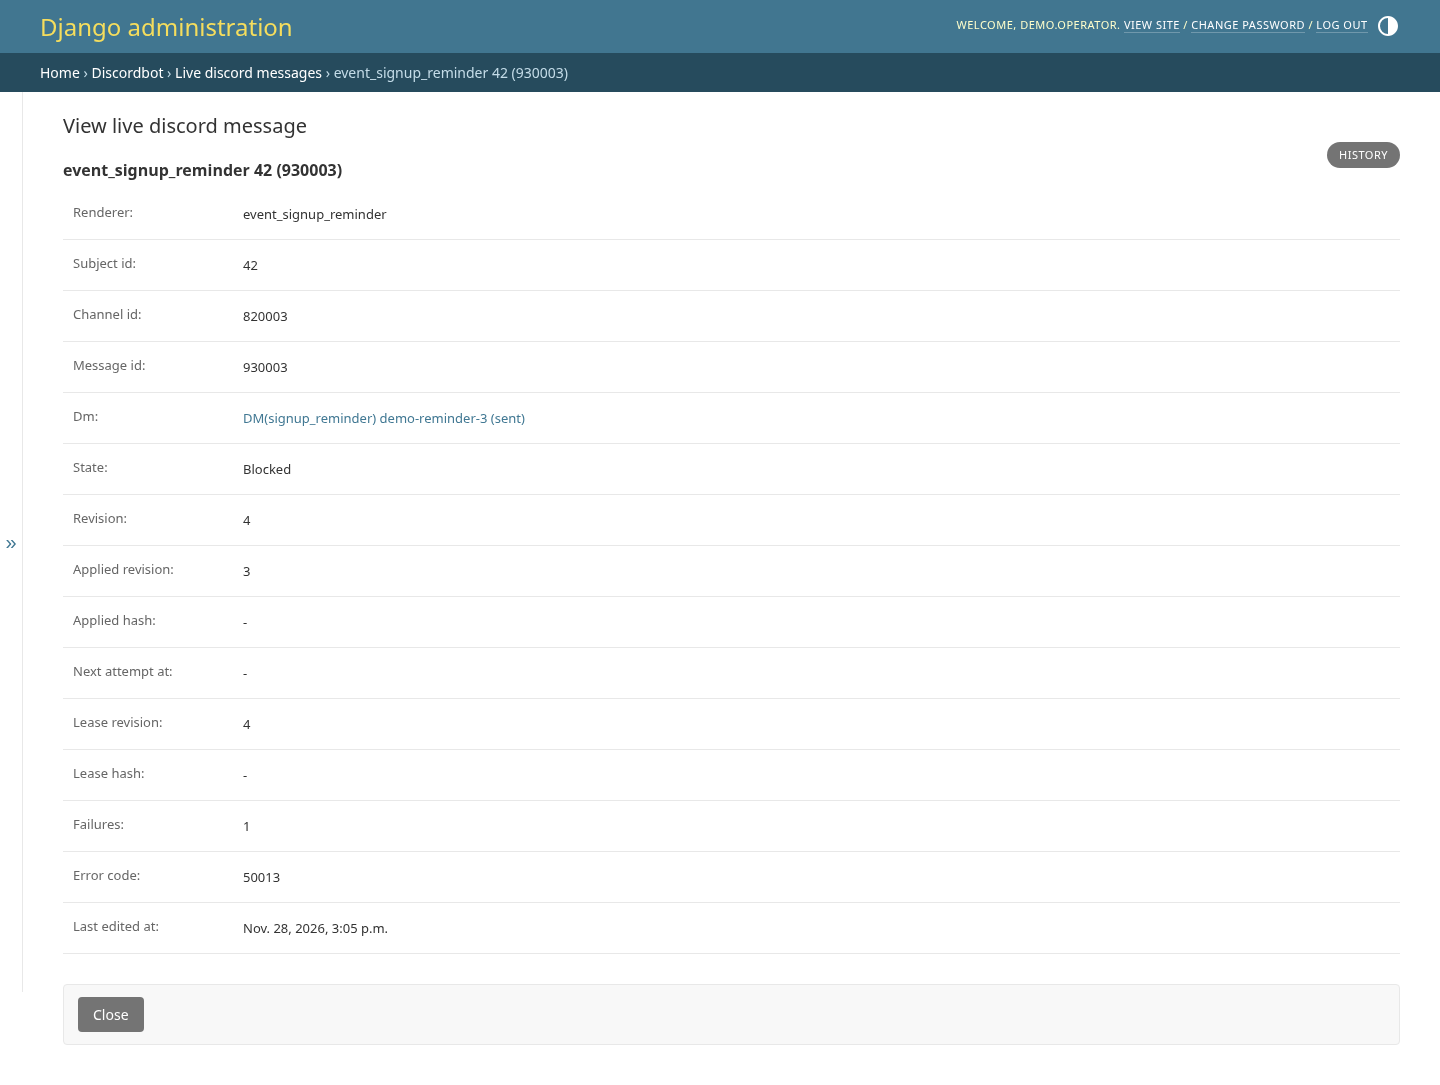 Django administration
WELCOME, DEMO.OPERATOR. VIEW SITE / CHANGE PASSWORD / LOG OUT
Home › Discordbot › Live discord messages › event_signup_reminder 42 (930003)
View live discord message
HISTORY
event_signup_reminder 42 (930003)
Renderer: event_signup_reminder
Subject id: 42
Channel id: 820003
Message id: 930003
Dm: DM(signup_reminder) demo-reminder-3 (sent)
State: Blocked
Revision: 4
Applied revision: 3
Applied hash: -
Next attempt at: -
Lease revision: 4
Lease hash: -
Failures: 1
Error code: 50013
Last edited at: Nov. 28, 2026, 3:05 p.m.
»
Close